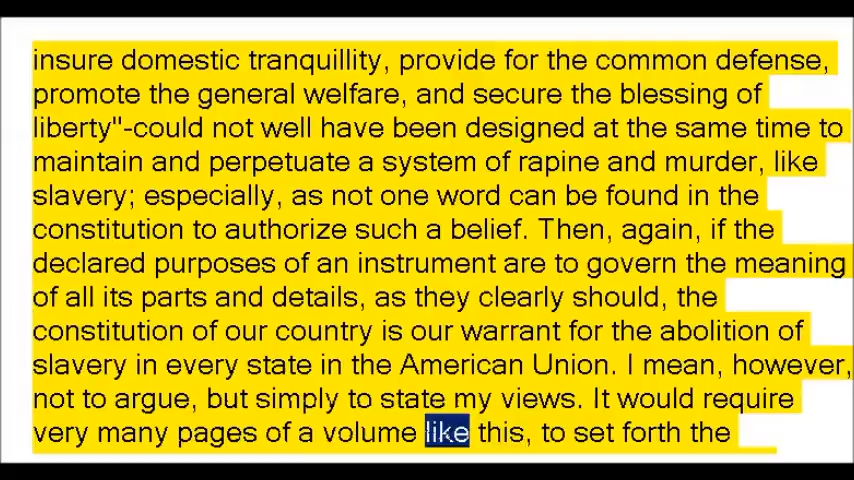 insure domestic tranquillity, provide for the common defense,
promote the general welfare, and secure the blessing of
liberty"-could not well have been designed at the same time to
maintain and perpetuate a system of rapine and murder, like
slavery; especially, as not one word can be found in the
constitution to authorize such a belief. Then, again, if the
declared purposes of an instrument are to govern the meaning
of all its parts and details, as they clearly should, the
constitution of our country is our warrant for the abolition of
slavery in every state in the American Union. I mean, however,
not to argue, but simply to state my views. It would require
very many pages of a volume like this, to set forth the